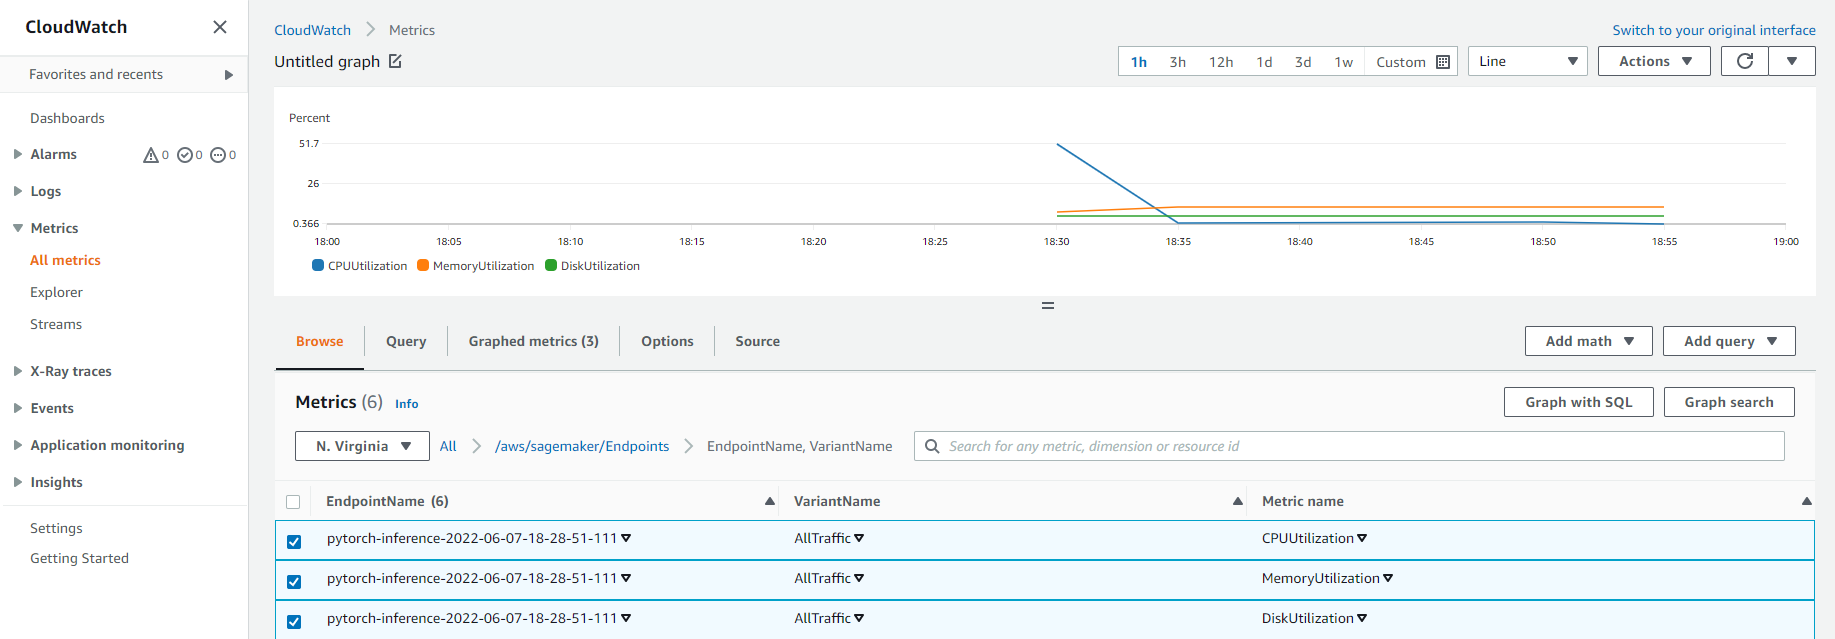 CloudWatch
Favorites and recents
Dashboards
Alarms 0 0 0
Logs
Metrics
All metrics
Explorer
Streams
X-Ray traces
Events
Application monitoring
Insights
Settings
Getting Started
CloudWatch Metrics
Switch to your original interface
Untitled graph
1h 3h 12h 1d 3d 1w Custom Line Actions
Percent
51.7
26
0.366
18:00 18:05 18:10 18:15 18:20 18:25 18:30 18:35 18:40 18:45 18:50 18:55 19:00
CPUUtilization MemoryUtilization DiskUtilization
Browse Query Graphed metrics (3) Options Source Add math Add query
Metrics (6) Info Graph with SQL Graph search
N. Virginia All /aws/sagemaker/Endpoints EndpointName, VariantName Search for any metric, dimension or resource id
EndpointName (6) VariantName Metric name
pytorch-inference-2022-06-07-18-28-51-111 AllTraffic CPUUtilization
pytorch-inference-2022-06-07-18-28-51-111 AllTraffic MemoryUtilization
pytorch-inference-2022-06-07-18-28-51-111 AllTraffic DiskUtilization